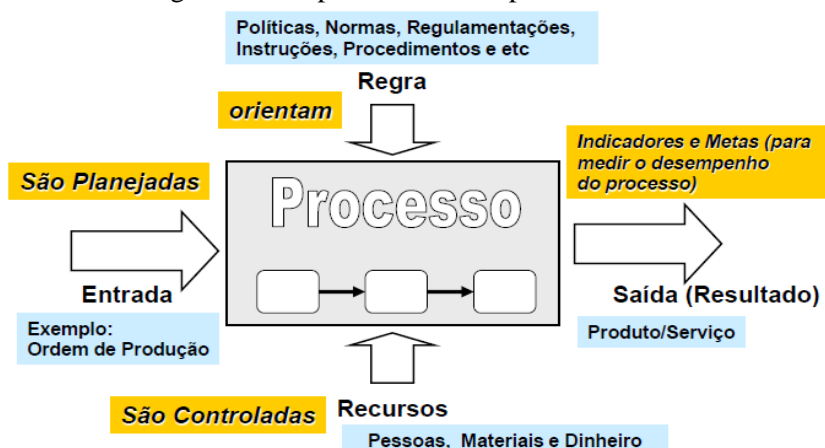 Políticas, Normas, Regulamentações,
Instruções, Procedimentos e etc
Regra
orientam
Indicadores e Metas (para
medir o desempenho
do processo)
São Planejadas
Processo
Entrada
Saída (Resultado)
Exemplo:
Ordem de Produção
Produto/Serviço
São Controladas
Recursos
Pessoas, Materiais e Dinheiro